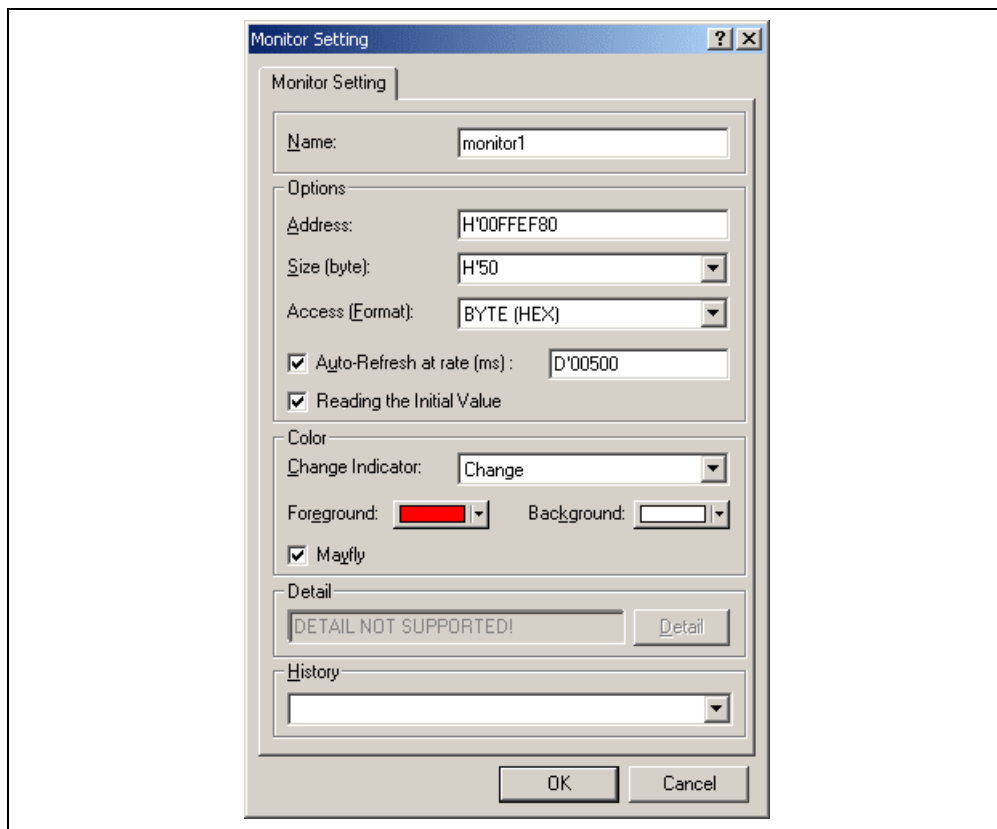 Monitor Setting
Monitor Setting
Name: monitor1
Options
Address: H'00FFEF80
Size (byte): H'50
Access (Format): BYTE (HEX)
Auto-Refresh at rate (ms) : D'00500
Reading the Initial Value
Color
Change Indicator: Change
Foreground: Background:
Mayfly
Detail
DETAIL NOT SUPPORTED! Detail
History
OK Cancel